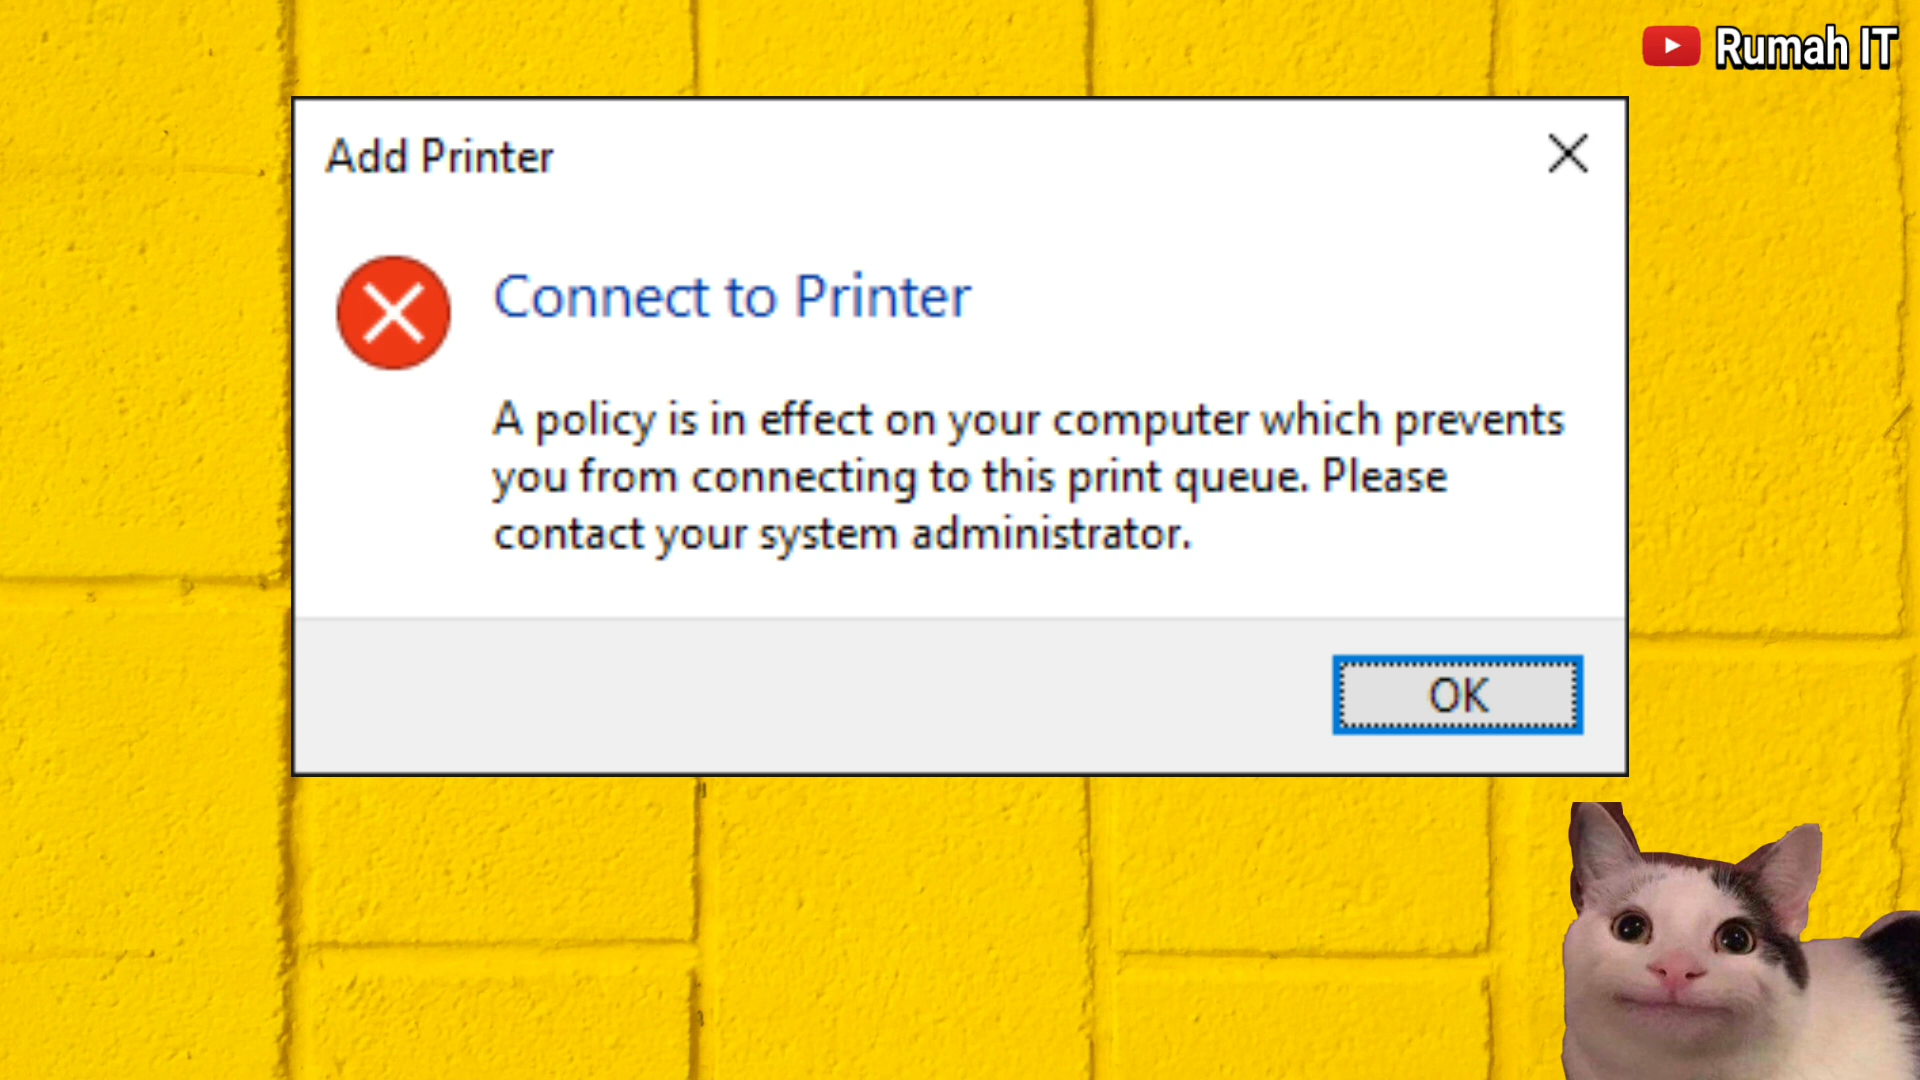 Rumah IT
Add Printer
Connect to Printer
A policy is in effect on your computer which prevents
you from connecting to this print queue. Please
contact your system administrator.
OK